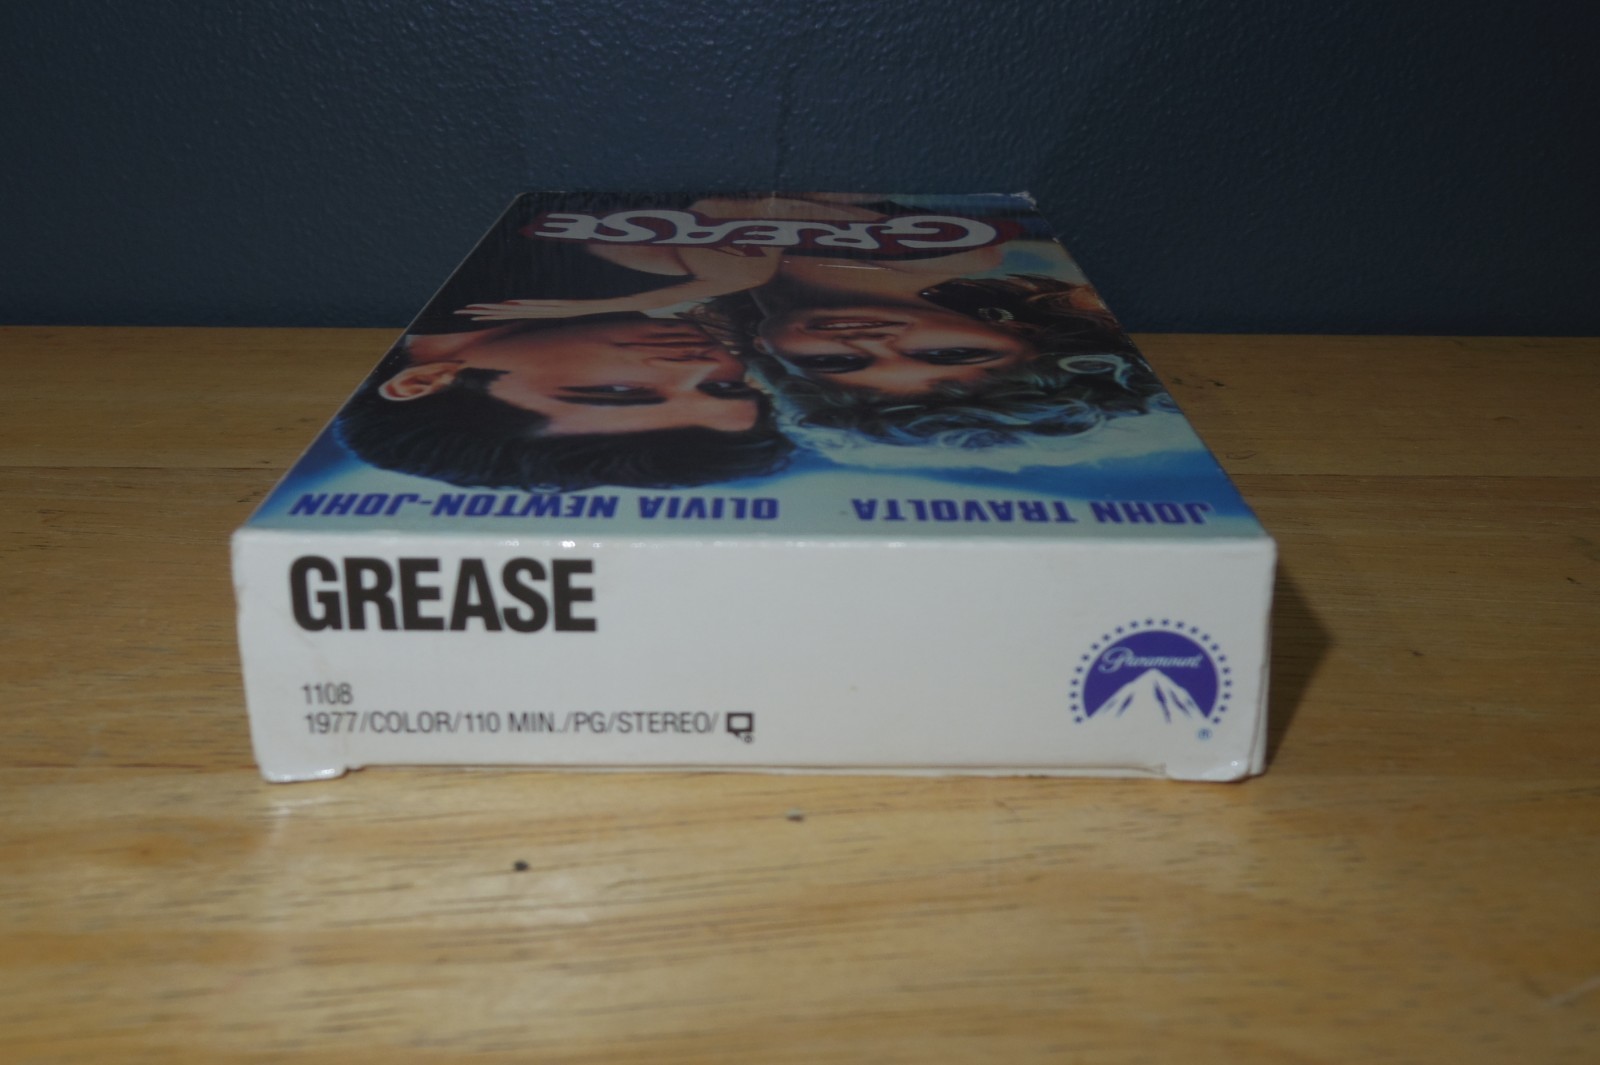 GREASE
JOHN TRAVOLTA OLIVIA NEWTON-JOHN
GREASE
1108
1977/COLOR/110 MIN./PG/STEREO/
Paramount
®